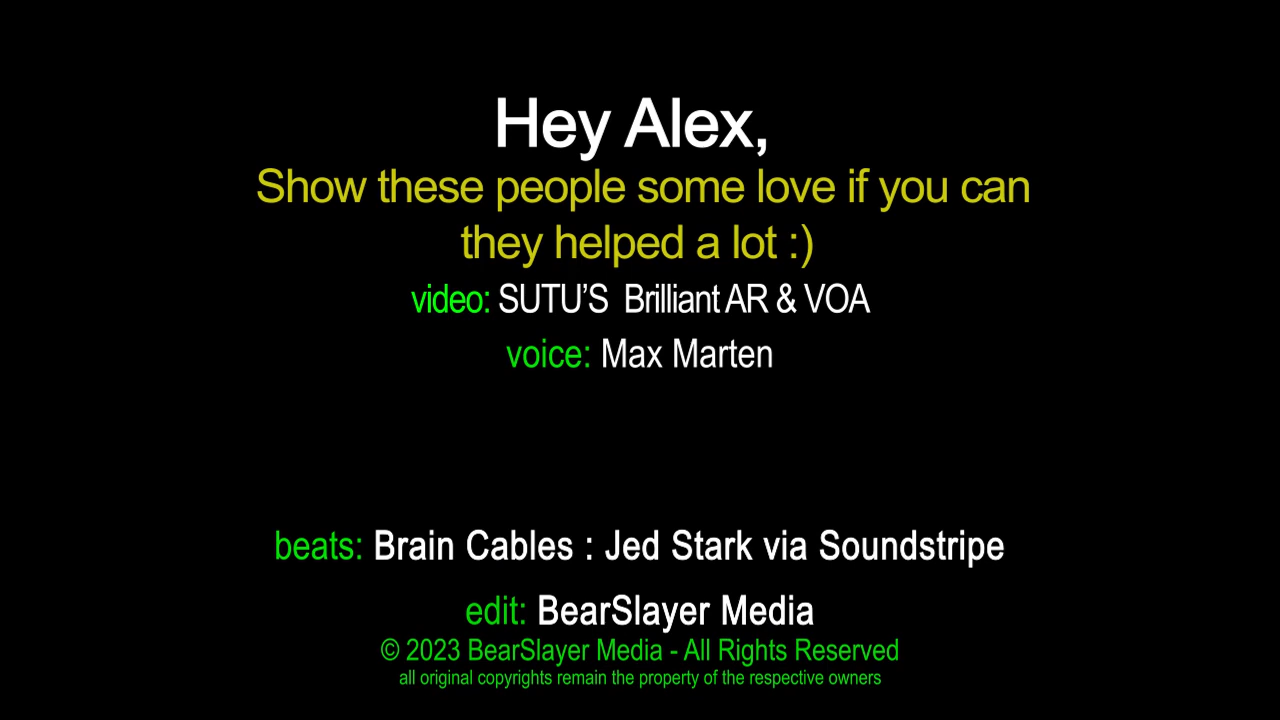 Hey Alex,
Show these people some love if you can
they helped a lot :)
video: SUTU’S Brilliant AR & VOA
voice: Max Marten
beats: Brain Cables : Jed Stark via Soundstripe
edit: BearSlayer Media
© 2023 BearSlayer Media - All Rights Reserved
all original copyrights remain the property of the respective owners